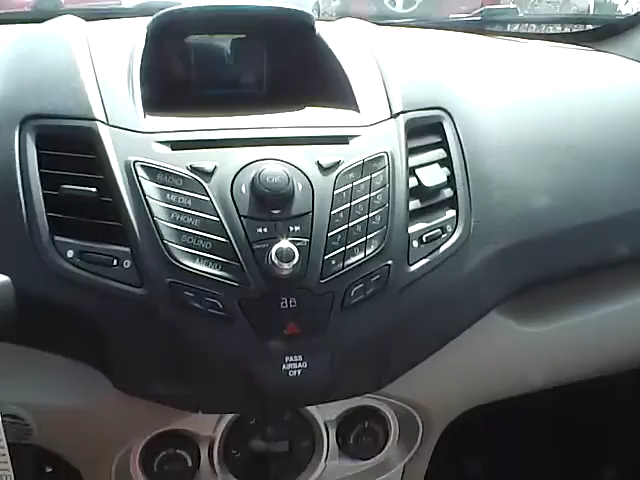 RADIO
MEDIA
PHONE
SOUND
MENU
OK
PASS
AIRBAG
OFF